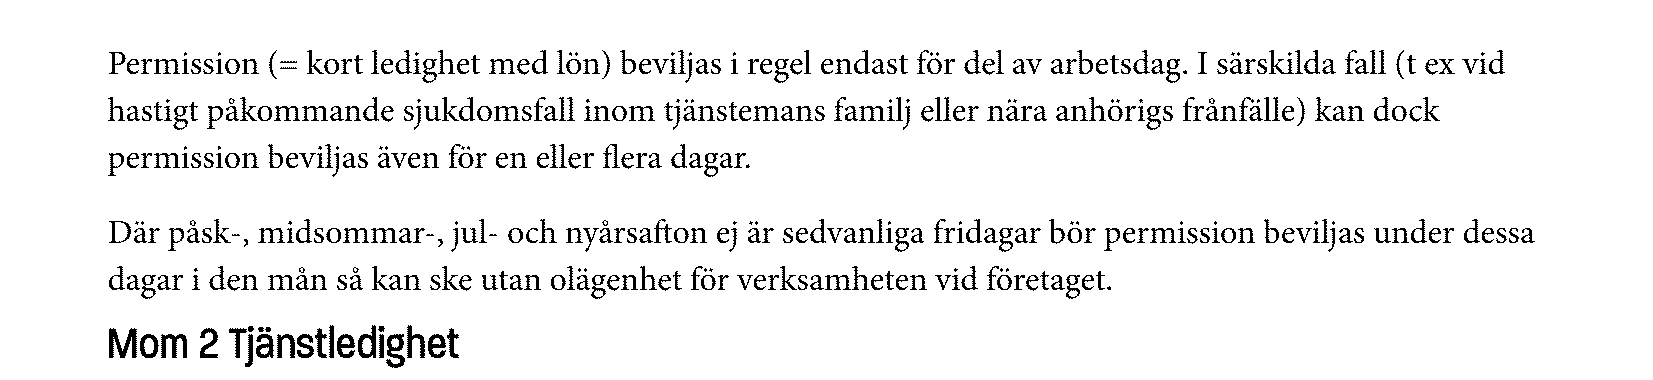 Permission (= kort ledighet med lön) beviljas i regel endast för del av arbetsdag. I särskilda fall (t ex vid
hastigt påkommande sjukdomsfall inom tjänstemans familj eller nära anhörigs frånfälle) kan dock
permission beviljas även för en eller flera dagar.
Där påsk-, midsommar-, jul- och nyårsafton ej är sedvanliga fridagar bör permission beviljas under dessa
dagar i den mån så kan ske utan olägenhet för verksamheten vid företaget.
Mom 2 Tjänstledighet